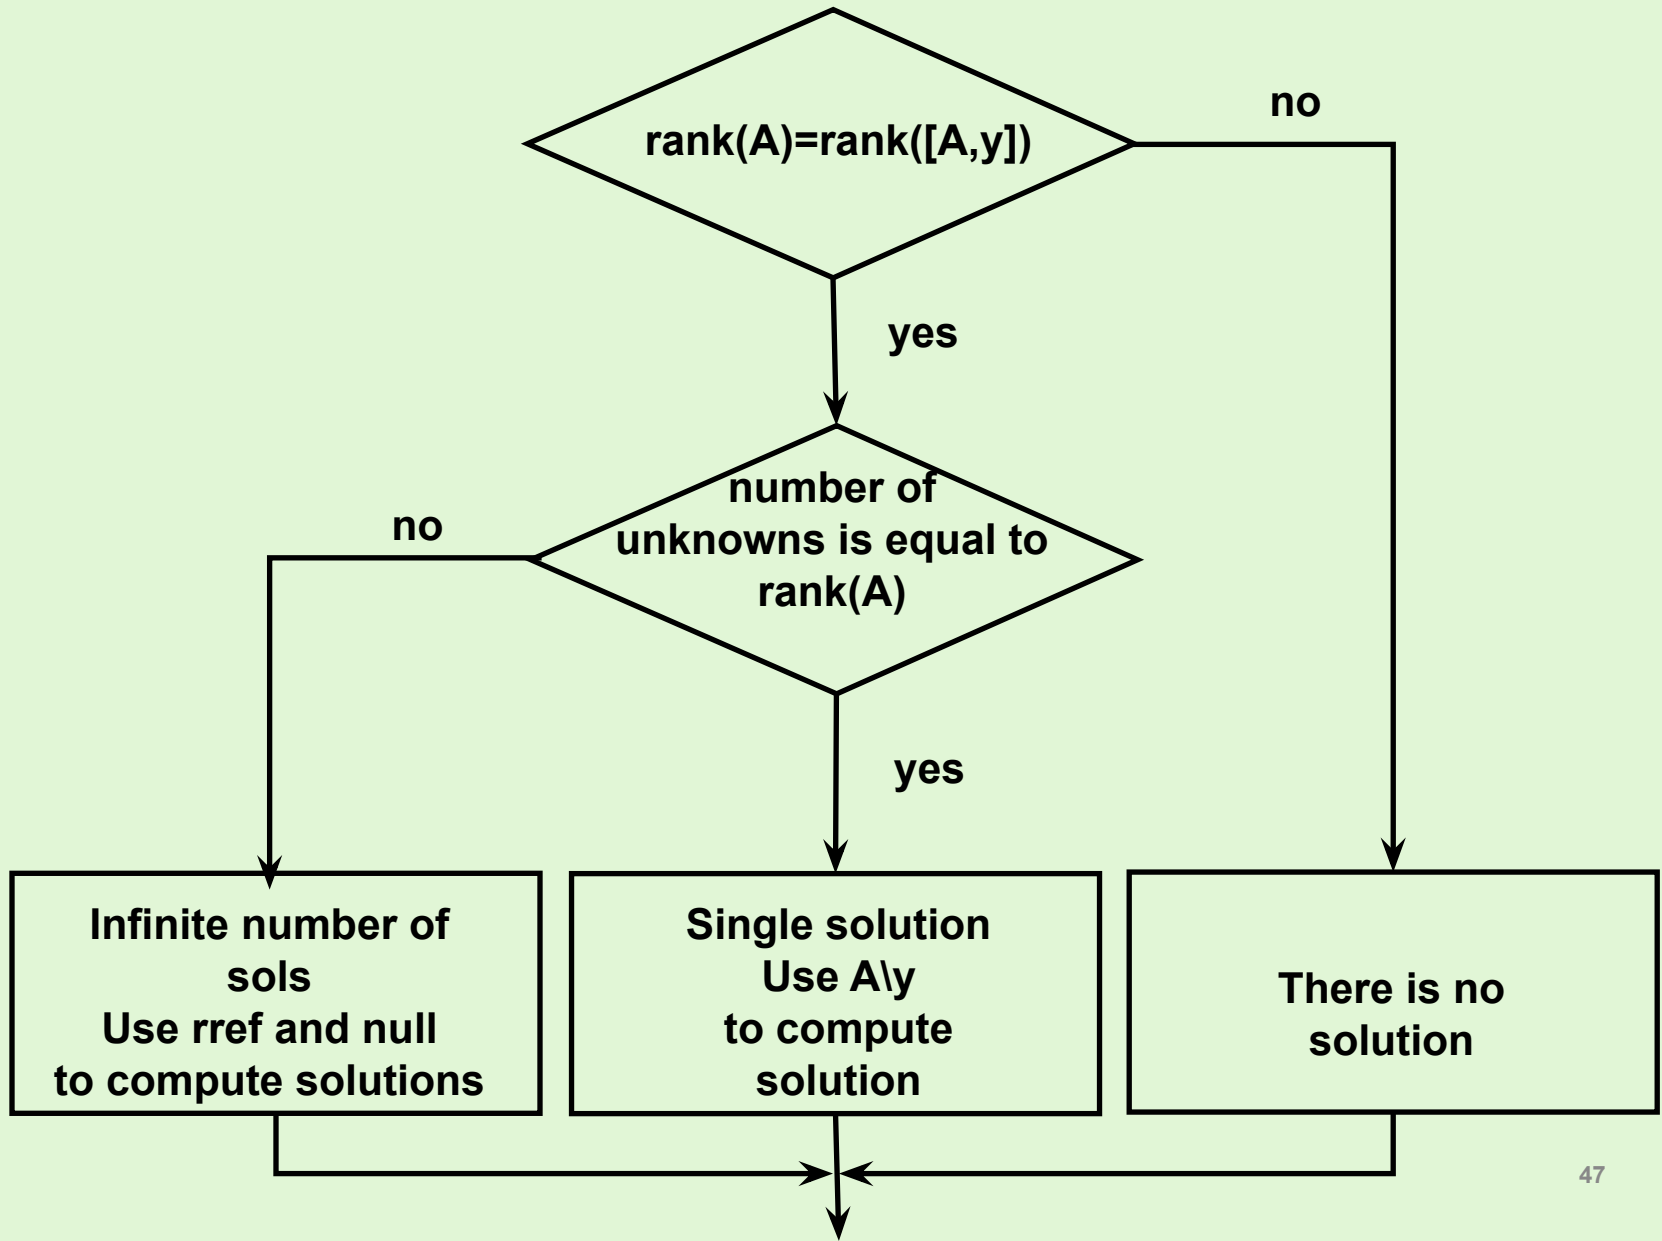 rank(A)=rank([A,y])
no
yes
number of
unknowns is equal to
rank(A)
no
yes
Infinite number of
sols
Use rref and null
to compute solutions
Single solution
Use A\y
to compute
solution
There is no
solution
47